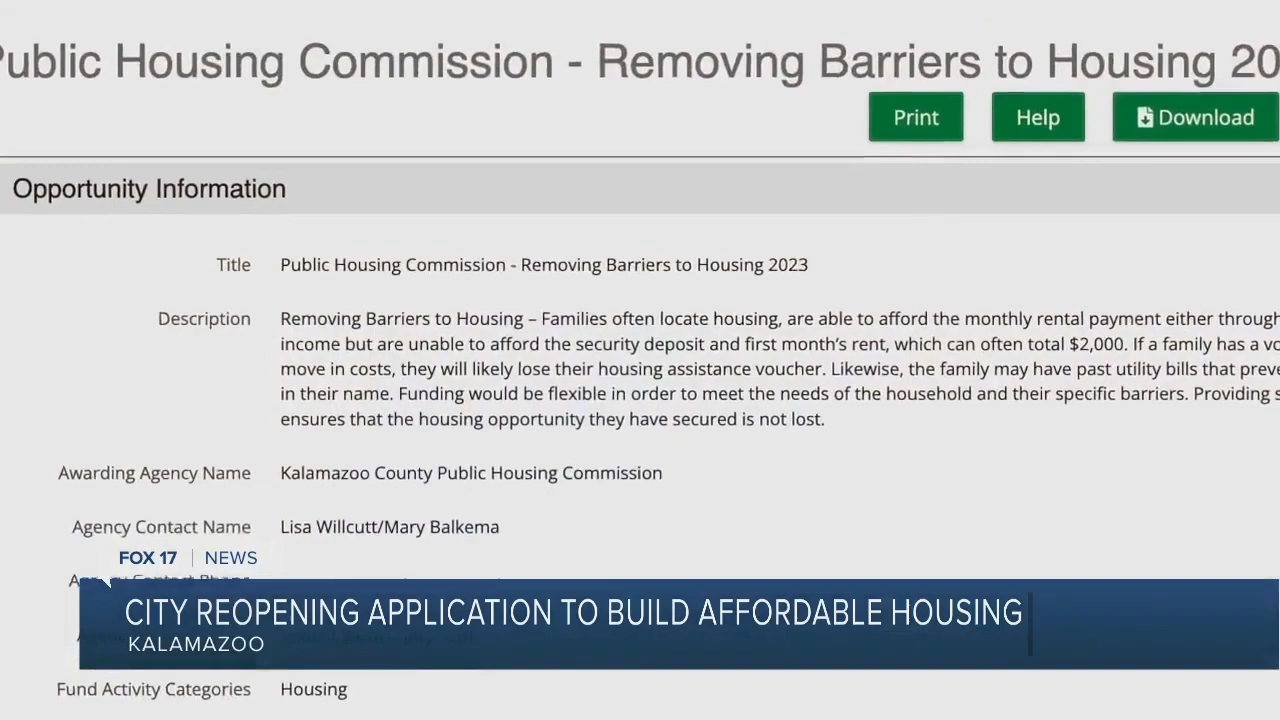 Public Housing Commission - Removing Barriers to Housing 20
Print Help Download
Opportunity Information
Title Public Housing Commission - Removing Barriers to Housing 2023
Description Removing Barriers to Housing – Families often locate housing, are able to afford the monthly rental payment either through
income but are unable to afford the security deposit and first month's rent, which can often total $2,000. If a family has a
move in costs, they will likely lose their housing assistance voucher. Likewise, the family may have past utility bills that
in their name. Funding would be flexible in order to meet the needs of the household and their specific barriers. Providing
ensures that the housing opportunity they have secured is not lost.
Awarding Agency Name Kalamazoo County Public Housing Commission
Agency Contact Name Lisa Willcutt/Mary Balkema
FOX 17 NEWS
CITY REOPENING APPLICATION TO BUILD AFFORDABLE HOUSING
KALAMAZOO
Fund Activity Categories Housing